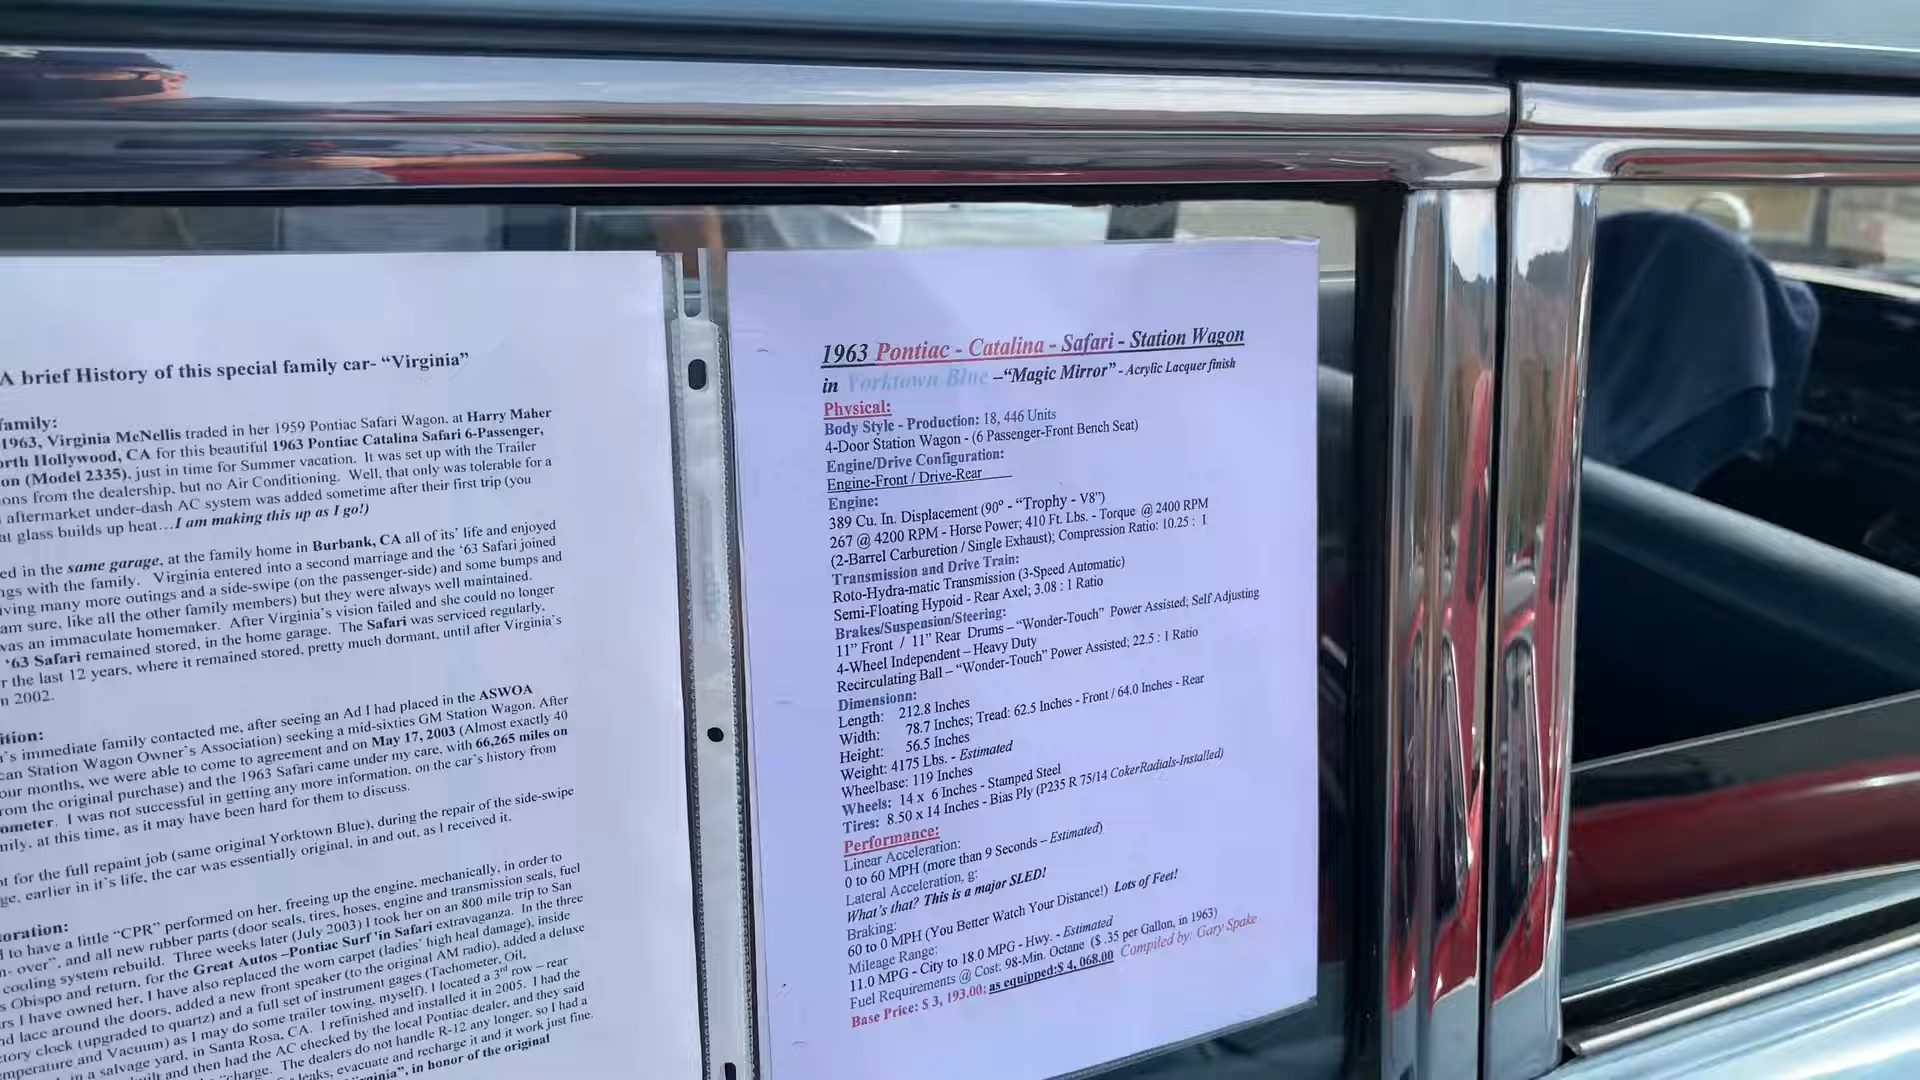 A brief History of this special family car- “Virginia”
family:
1963, Virginia McNellis traded in her 1959 Pontiac Safari Wagon, at Harry Maher
orth Hollywood, CA for this beautiful 1963 Pontiac Catalina Safari 6-Passenger,
on (Model 2335), just in time for Summer vacation. It was set up with the Trailer
ons from the dealership, but no Air Conditioning. Well, that only was tolerable for a
aftermarket under-dash AC system was added sometime after their first trip (you
at glass builds up heat…I am making this up as I go!)
ed in the same garage, at the family home in Burbank, CA all of its’ life and enjoyed
ngs with the family. Virginia entered into a second marriage and the ‘63 Safari joined
iving many more outings and a side-swipe (on the passenger-side) and some bumps and
am sure, like all the other family members) but they were always well maintained.
was an immaculate homemaker. After Virginia’s vision failed and she could no longer
‘63 Safari remained stored, in the home garage. The Safari was serviced regularly,
r the last 12 years, where it remained stored, pretty much dormant, until after Virginia’s
n 2002.
ition:
a’s immediate family contacted me, after seeing an Ad I had placed in the ASWOA
can Station Wagon Owner’s Association) seeking a mid-sixties GM Station Wagon. After
our months, we were able to come to agreement and on May 17, 2003 (Almost exactly 40
rom the original purchase) and the 1963 Safari came under my care, with 66,265 miles on
ometer. I was not successful in getting any more information, on the car’s history from
mily, at this time, as it may have been hard for them to discuss.
pt for the full repaint job (same original Yorktown Blue), during the repair of the side-swipe
ge, earlier in it’s life, the car was essentially original, in and out, as I received it.
oration:
d to have a little “CPR” performed on her, freeing up the engine, mechanically, in order to
n- over”, and all new rubber parts (door seals, tires, hoses, engine and transmission seals, fuel
cooling system rebuild. Three weeks later (July 2003) I took her on an 800 mile trip to San
s Obispo and return, for the Great Autos –Pontiac Surf ‘in Safari extravaganza. In the three
rs I have owned her, I have also replaced the worn carpet (ladies’ high heal damage), inside
nd lace around the doors, added a new front speaker (to the original AM radio), added a deluxe
ctory clock (upgraded to quartz) and a full set of instrument gages (Tachometer, Oil,
mperature and Vacuum) as I may do some trailer towing, myself). I located a 3rd row – rear
in a salvage yard, in Santa Rosa, CA. I refinished and installed it in 2005. I had the
uilt and then had the AC checked by the local Pontiac dealer, and they said
charge. The dealers do not handle R-12 any longer, so I had a
leaks, evacuate and recharge it and it work just fine.
ginia”, in honor of the original
1963 Pontiac - Catalina - Safari - Station Wagon
in Yorktown Blue –“Magic Mirror” - Acrylic Lacquer finish
Physical:
Body Style - Production: 18, 446 Units
4-Door Station Wagon - (6 Passenger-Front Bench Seat)
Engine/Drive Configuration:
Engine-Front / Drive-Rear
Engine:
389 Cu. In. Displacement (90º - “Trophy - V8”)
267 @ 4200 RPM - Horse Power; 410 Ft. Lbs. - Torque @ 2400 RPM
(2-Barrel Carburetion / Single Exhaust); Compression Ratio: 10.25 : 1
Transmission and Drive Train:
Roto-Hydra-matic Transmission (3-Speed Automatic)
Semi-Floating Hypoid - Rear Axel; 3.08 : 1 Ratio
Brakes/Suspension/Steering:
11” Front / 11” Rear Drums – “Wonder-Touch” Power Assisted; Self Adjusting
4-Wheel Independent – Heavy Duty
Recirculating Ball – “Wonder-Touch” Power Assisted; 22.5 : 1 Ratio
Dimensionn:
Length: 212.8 Inches
Width: 78.7 Inches; Tread: 62.5 Inches - Front / 64.0 Inches - Rear
Height: 56.5 Inches
Weight: 4175 Lbs. - Estimated
Wheelbase: 119 Inches
Wheels: 14 x 6 Inches - Stamped Steel
Tires: 8.50 x 14 Inches - Bias Ply (P235 R 75/14 CokerRadials-Installed)
Performance:
Linear Acceleration:
0 to 60 MPH (more than 9 Seconds – Estimated)
Lateral Acceleration, g:
What’s that? This is a major SLED!
Braking:
60 to 0 MPH (You Better Watch Your Distance!) Lots of Feet!
Mileage Range:
11.0 MPG - City to 18.0 MPG - Hwy. - Estimated
Fuel Requirements @ Cost: 98-Min. Octane ($ .35 per Gallon, in 1963)
Base Price: $ 3, 193.00; as equipped:$ 4, 068.00 Compiled by: Gary Spake